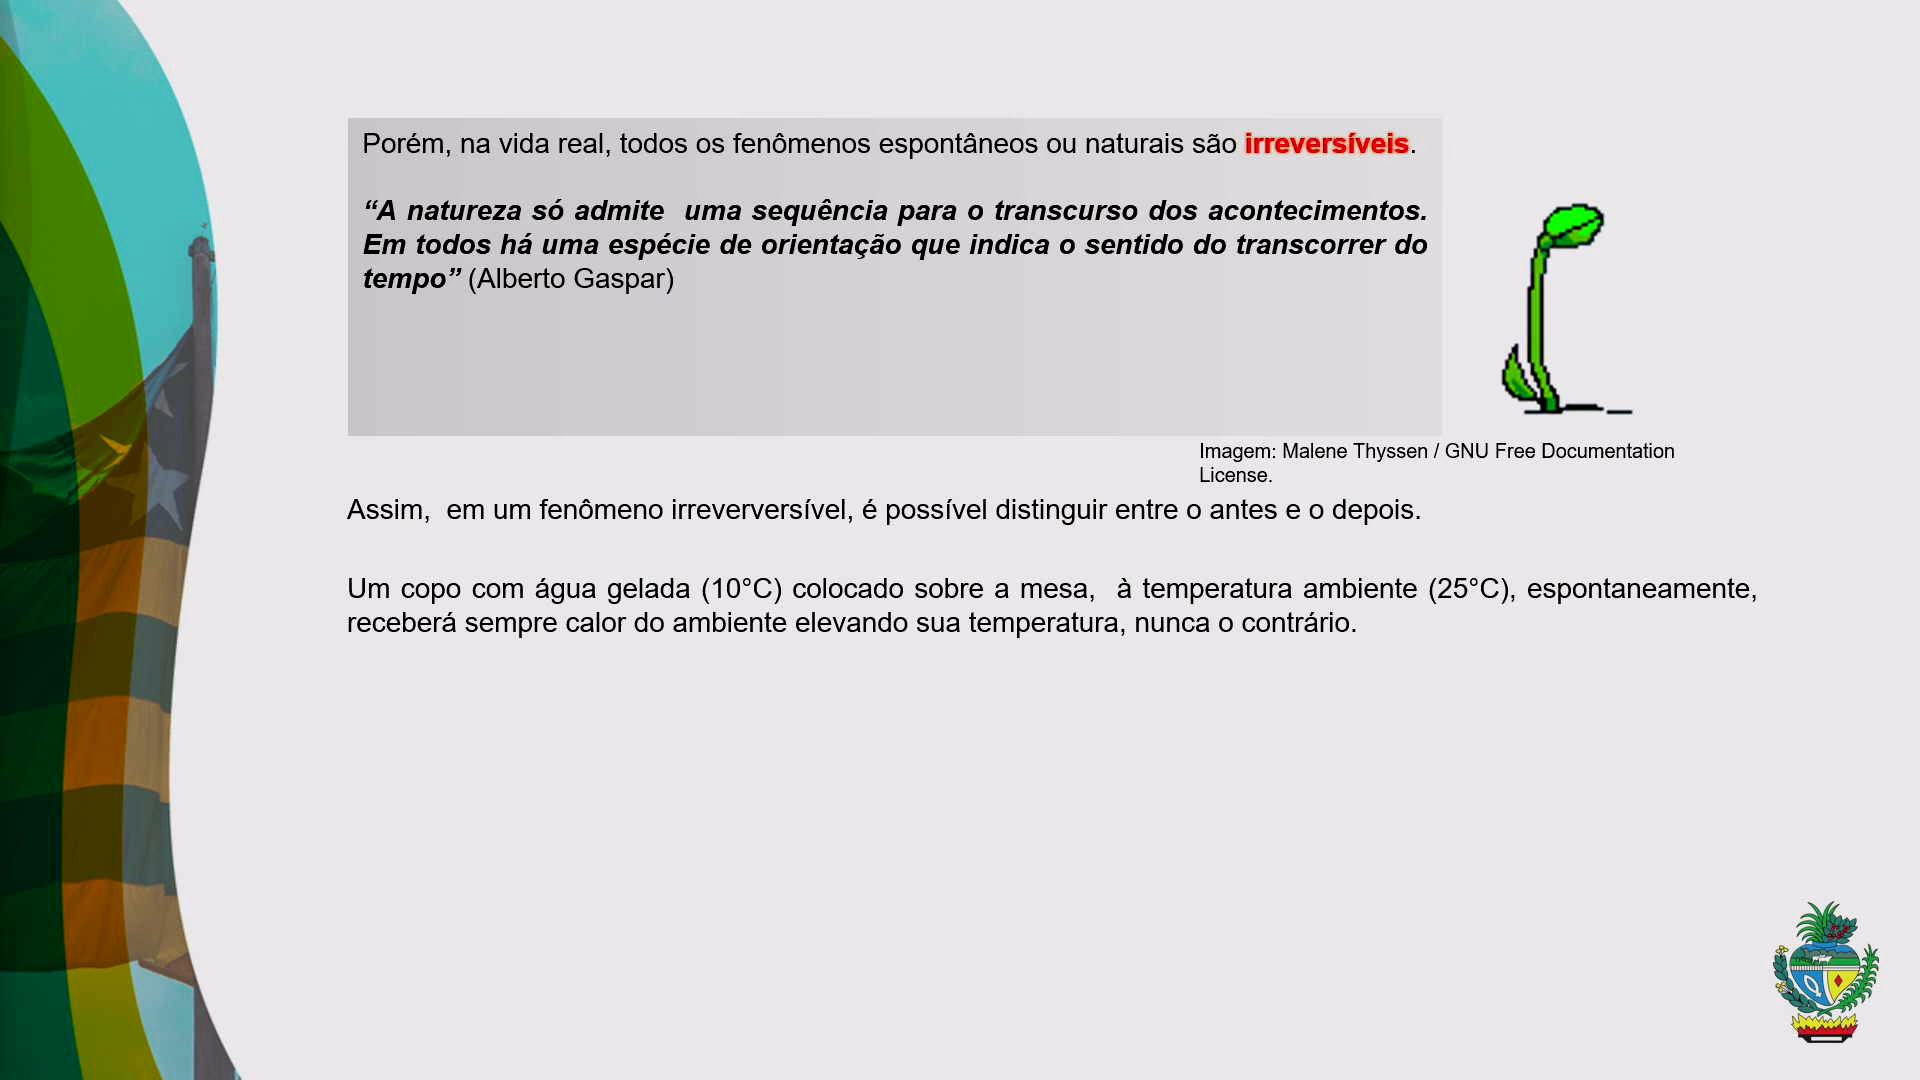 Porém, na vida real, todos os fenômenos espontâneos ou naturais são irreversíveis.
“A natureza só admite  uma sequência para o transcurso dos acontecimentos.
Em todos há uma espécie de orientação que indica o sentido do transcorrer do
tempo” (Alberto Gaspar)
Imagem: Malene Thyssen / GNU Free Documentation
License.
Assim,  em um fenômeno irreverversível, é possível distinguir entre o antes e o depois.
Um copo com água gelada (10°C) colocado sobre a mesa,  à temperatura ambiente (25°C), espontaneamente,
receberá sempre calor do ambiente elevando sua temperatura, nunca o contrário.